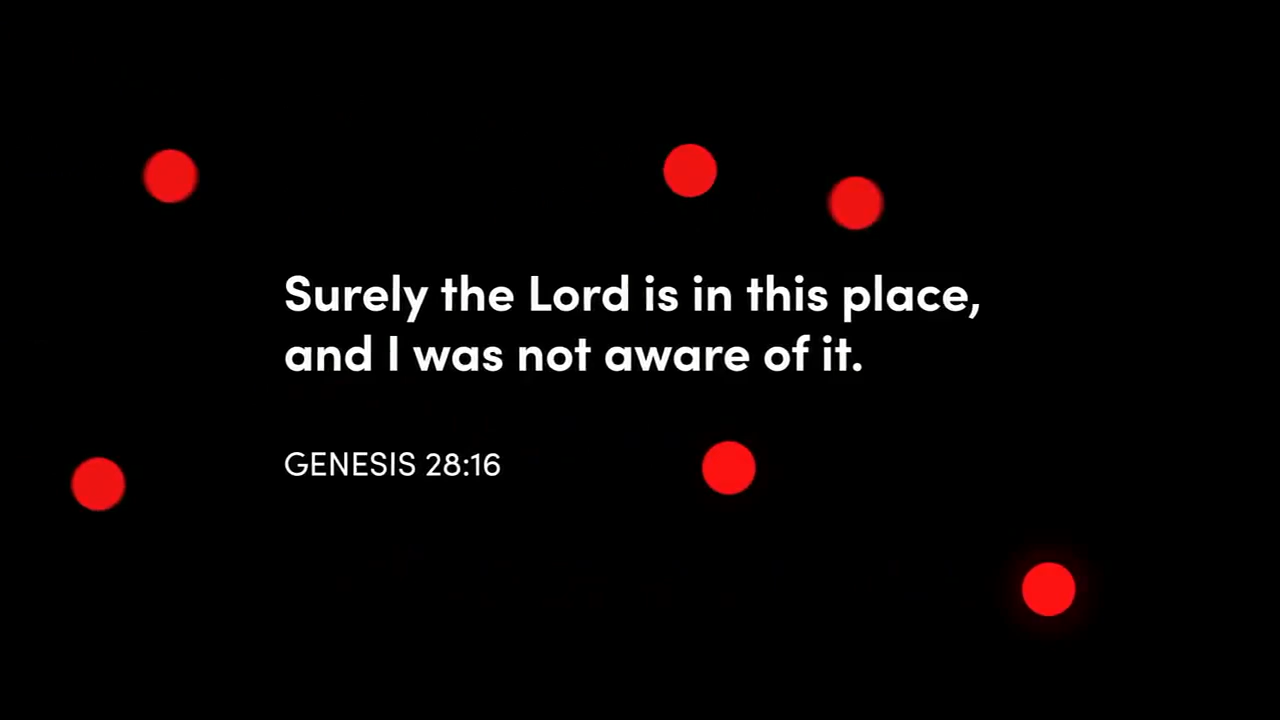 Surely the Lord is in this place,
and I was not aware of it.
GENESIS 28:16